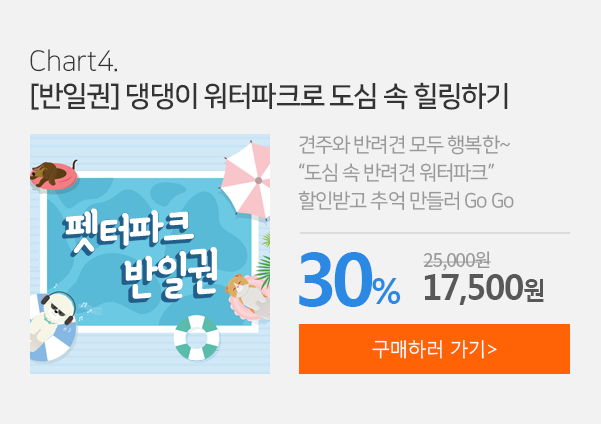 Chart4.
[반일권] 댕댕이 워터파크로 도심 속 힐링하기
펫터파크
반일권
견주와 반려견 모두 행복한~
“도심 속 반려견 워터파크”
할인받고 추억 만들러 Go Go
30%
25,000원
17,500원
구매하러 가기>